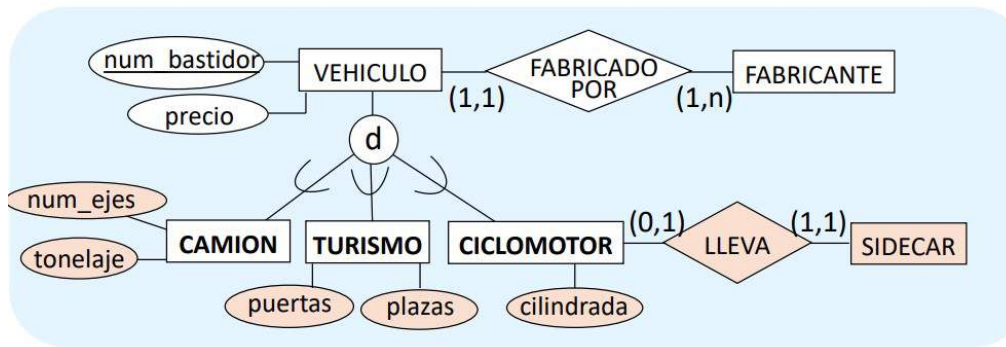 num_bastidor
VEHICULO
FABRICADO
POR
FABRICANTE
(1,1)
(1,n)
precio
d
num_ejes
tonelaje
CAMION
TURISMO
CICLOMOTOR
(0,1)
LLEVA
(1,1)
SIDECAR
puertas
plazas
cilindrada